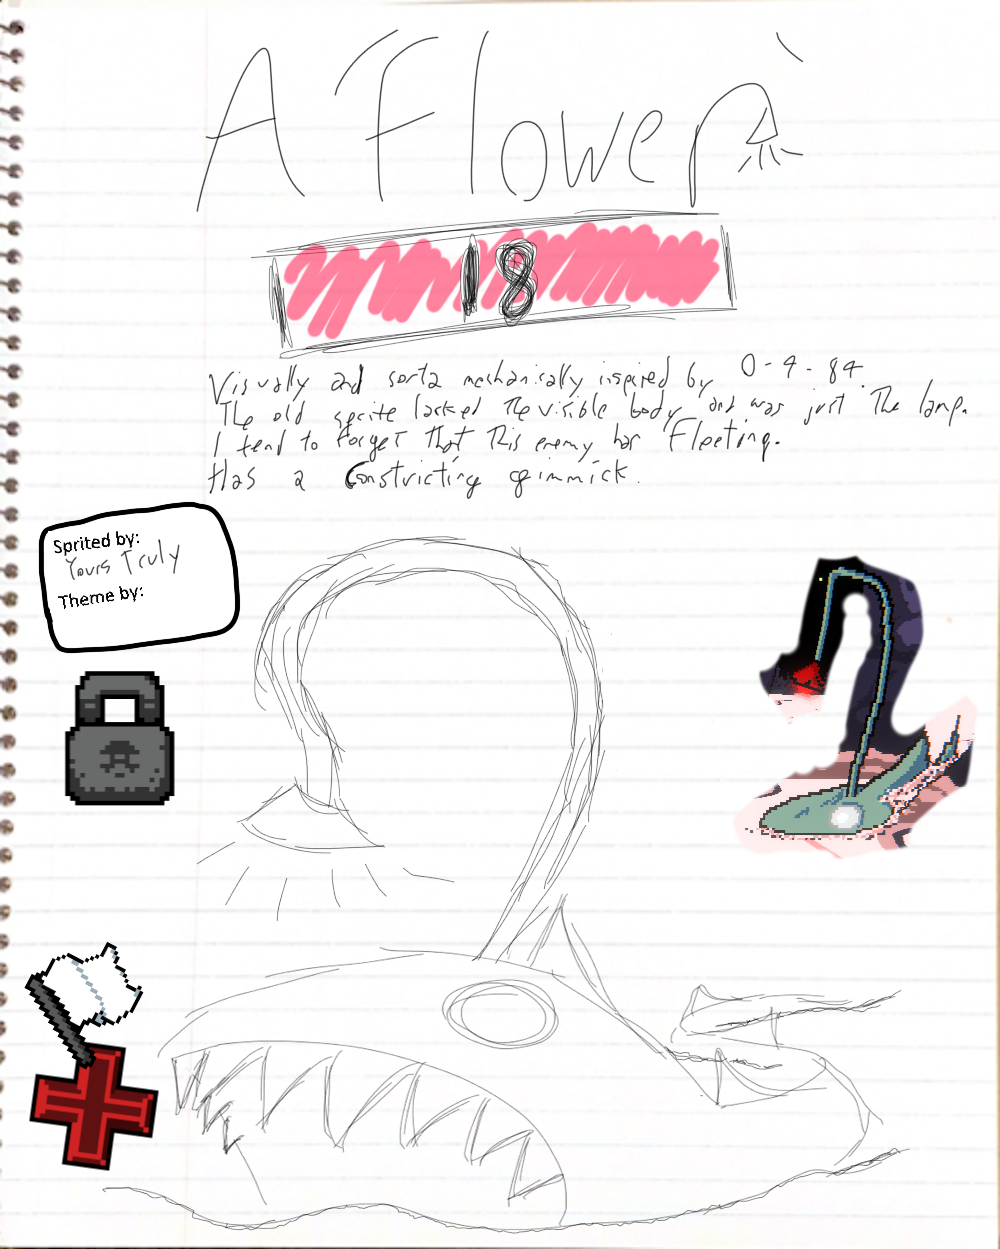 A Flower
18
Visually and sorta mechanically inspired by 0-4-84.
The old sprite lacked the visible body and was just the lamp.
I tend to forget that this enemy has Fleeting.
Has a Constricting gimmick.
Sprited by:
Yours Truly
Theme by: